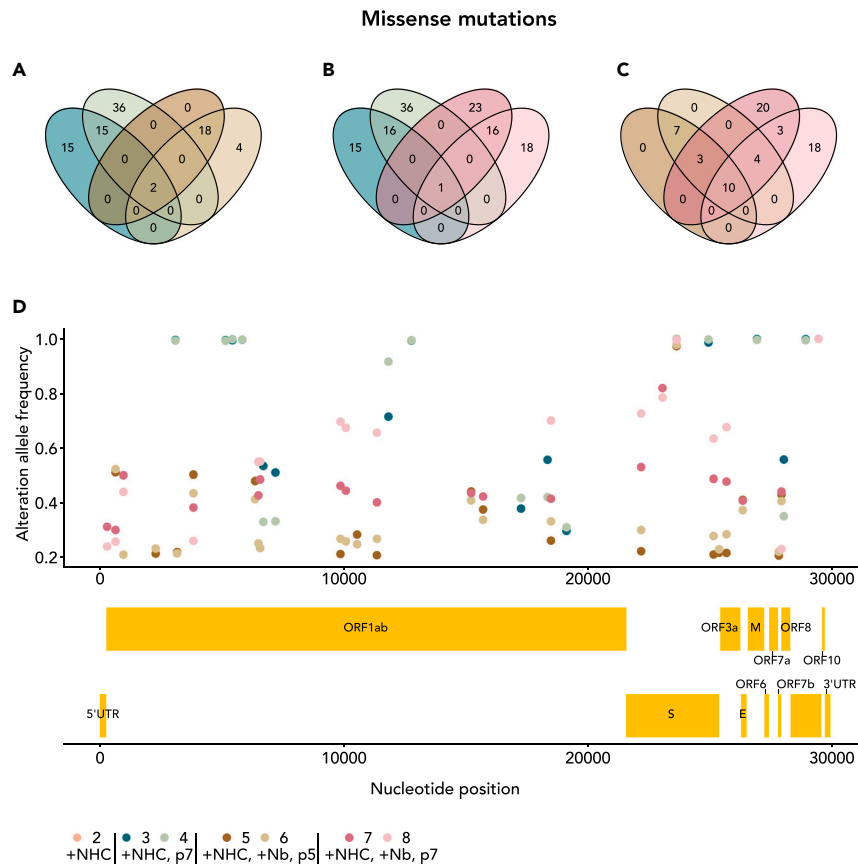 Missense mutations
A B C
36 0
15 0 18 4
15 0 0
2
0 0 0 0
0
36 23
15 16 0 16 18
0 0
1
0 0 0 0
0
0 20
0 7 0 3 18
3 4
10
0 0 0 0
0
D
Alteration allele frequency
1.0
0.8
0.6
0.4
0.2
0 10000 20000 30000
ORF1ab ORF3a M ORF8
ORF7a ORF10
ORF6 ORF7b 3'UTR
5'UTR S E
0 10000 20000 30000
Nucleotide position
2 3 4 5 6 7 8
+NHC +NHC, p7 +NHC, +Nb, p5 +NHC, +Nb, p7